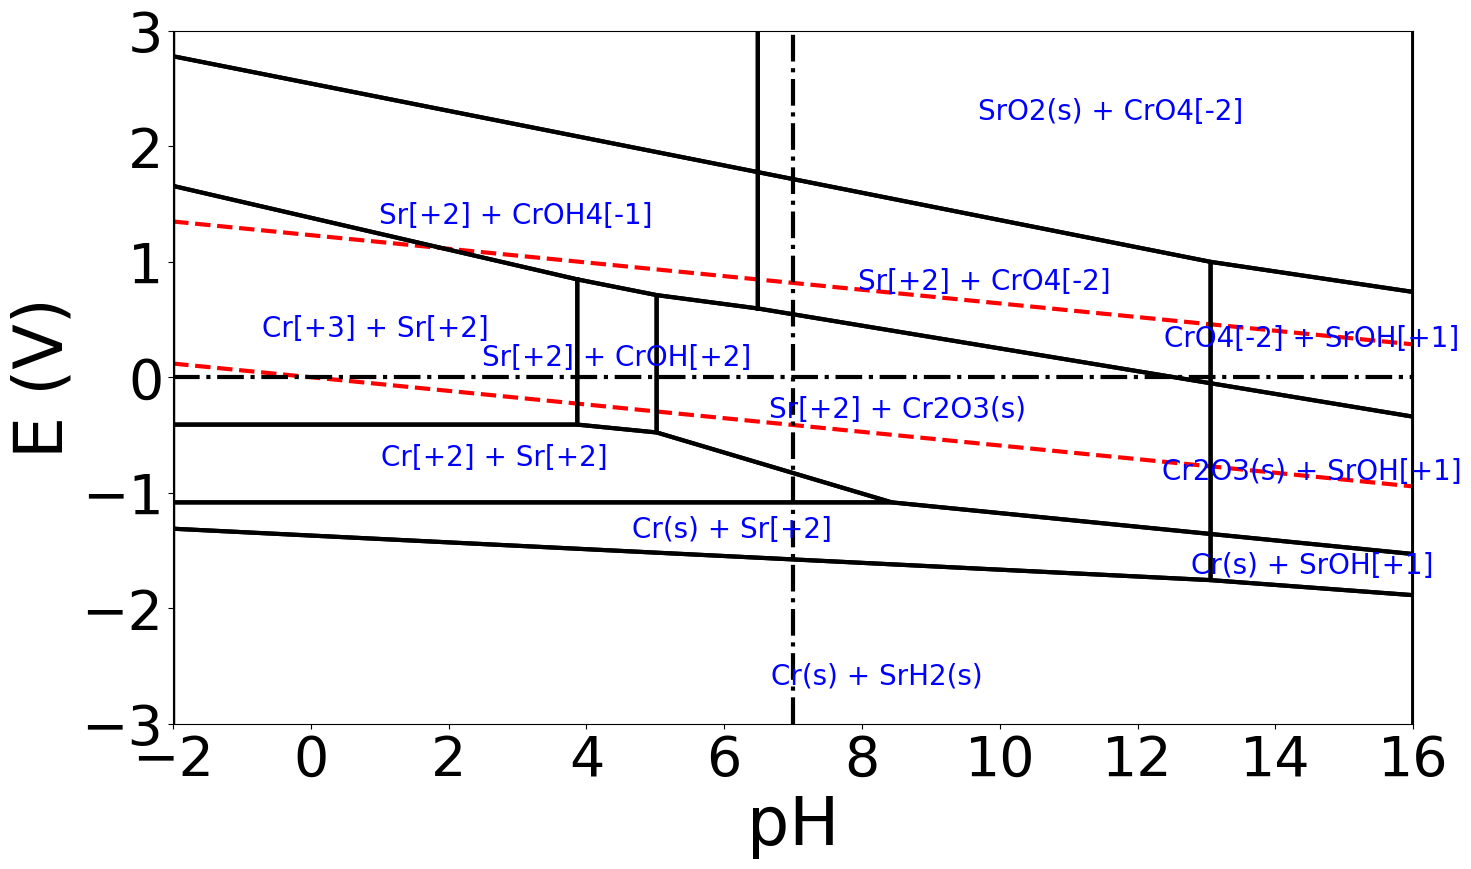 3
2
1
0
−1
−2
−3
E (V)
SrO2(s) + CrO4[-2]
Sr[+2] + CrOH4[-1]
Sr[+2] + CrO4[-2]
Cr[+3] + Sr[+2]
CrO4[-2] + SrOH[+1]
Sr[+2] + CrOH[+2]
Sr[+2] + Cr2O3(s)
Cr[+2] + Sr[+2]
Cr2O3(s) + SrOH[+1]
Cr(s) + Sr[+2]
Cr(s) + SrOH[+1]
Cr(s) + SrH2(s)
−2 0 2 4 6 8 10 12 14 16
pH